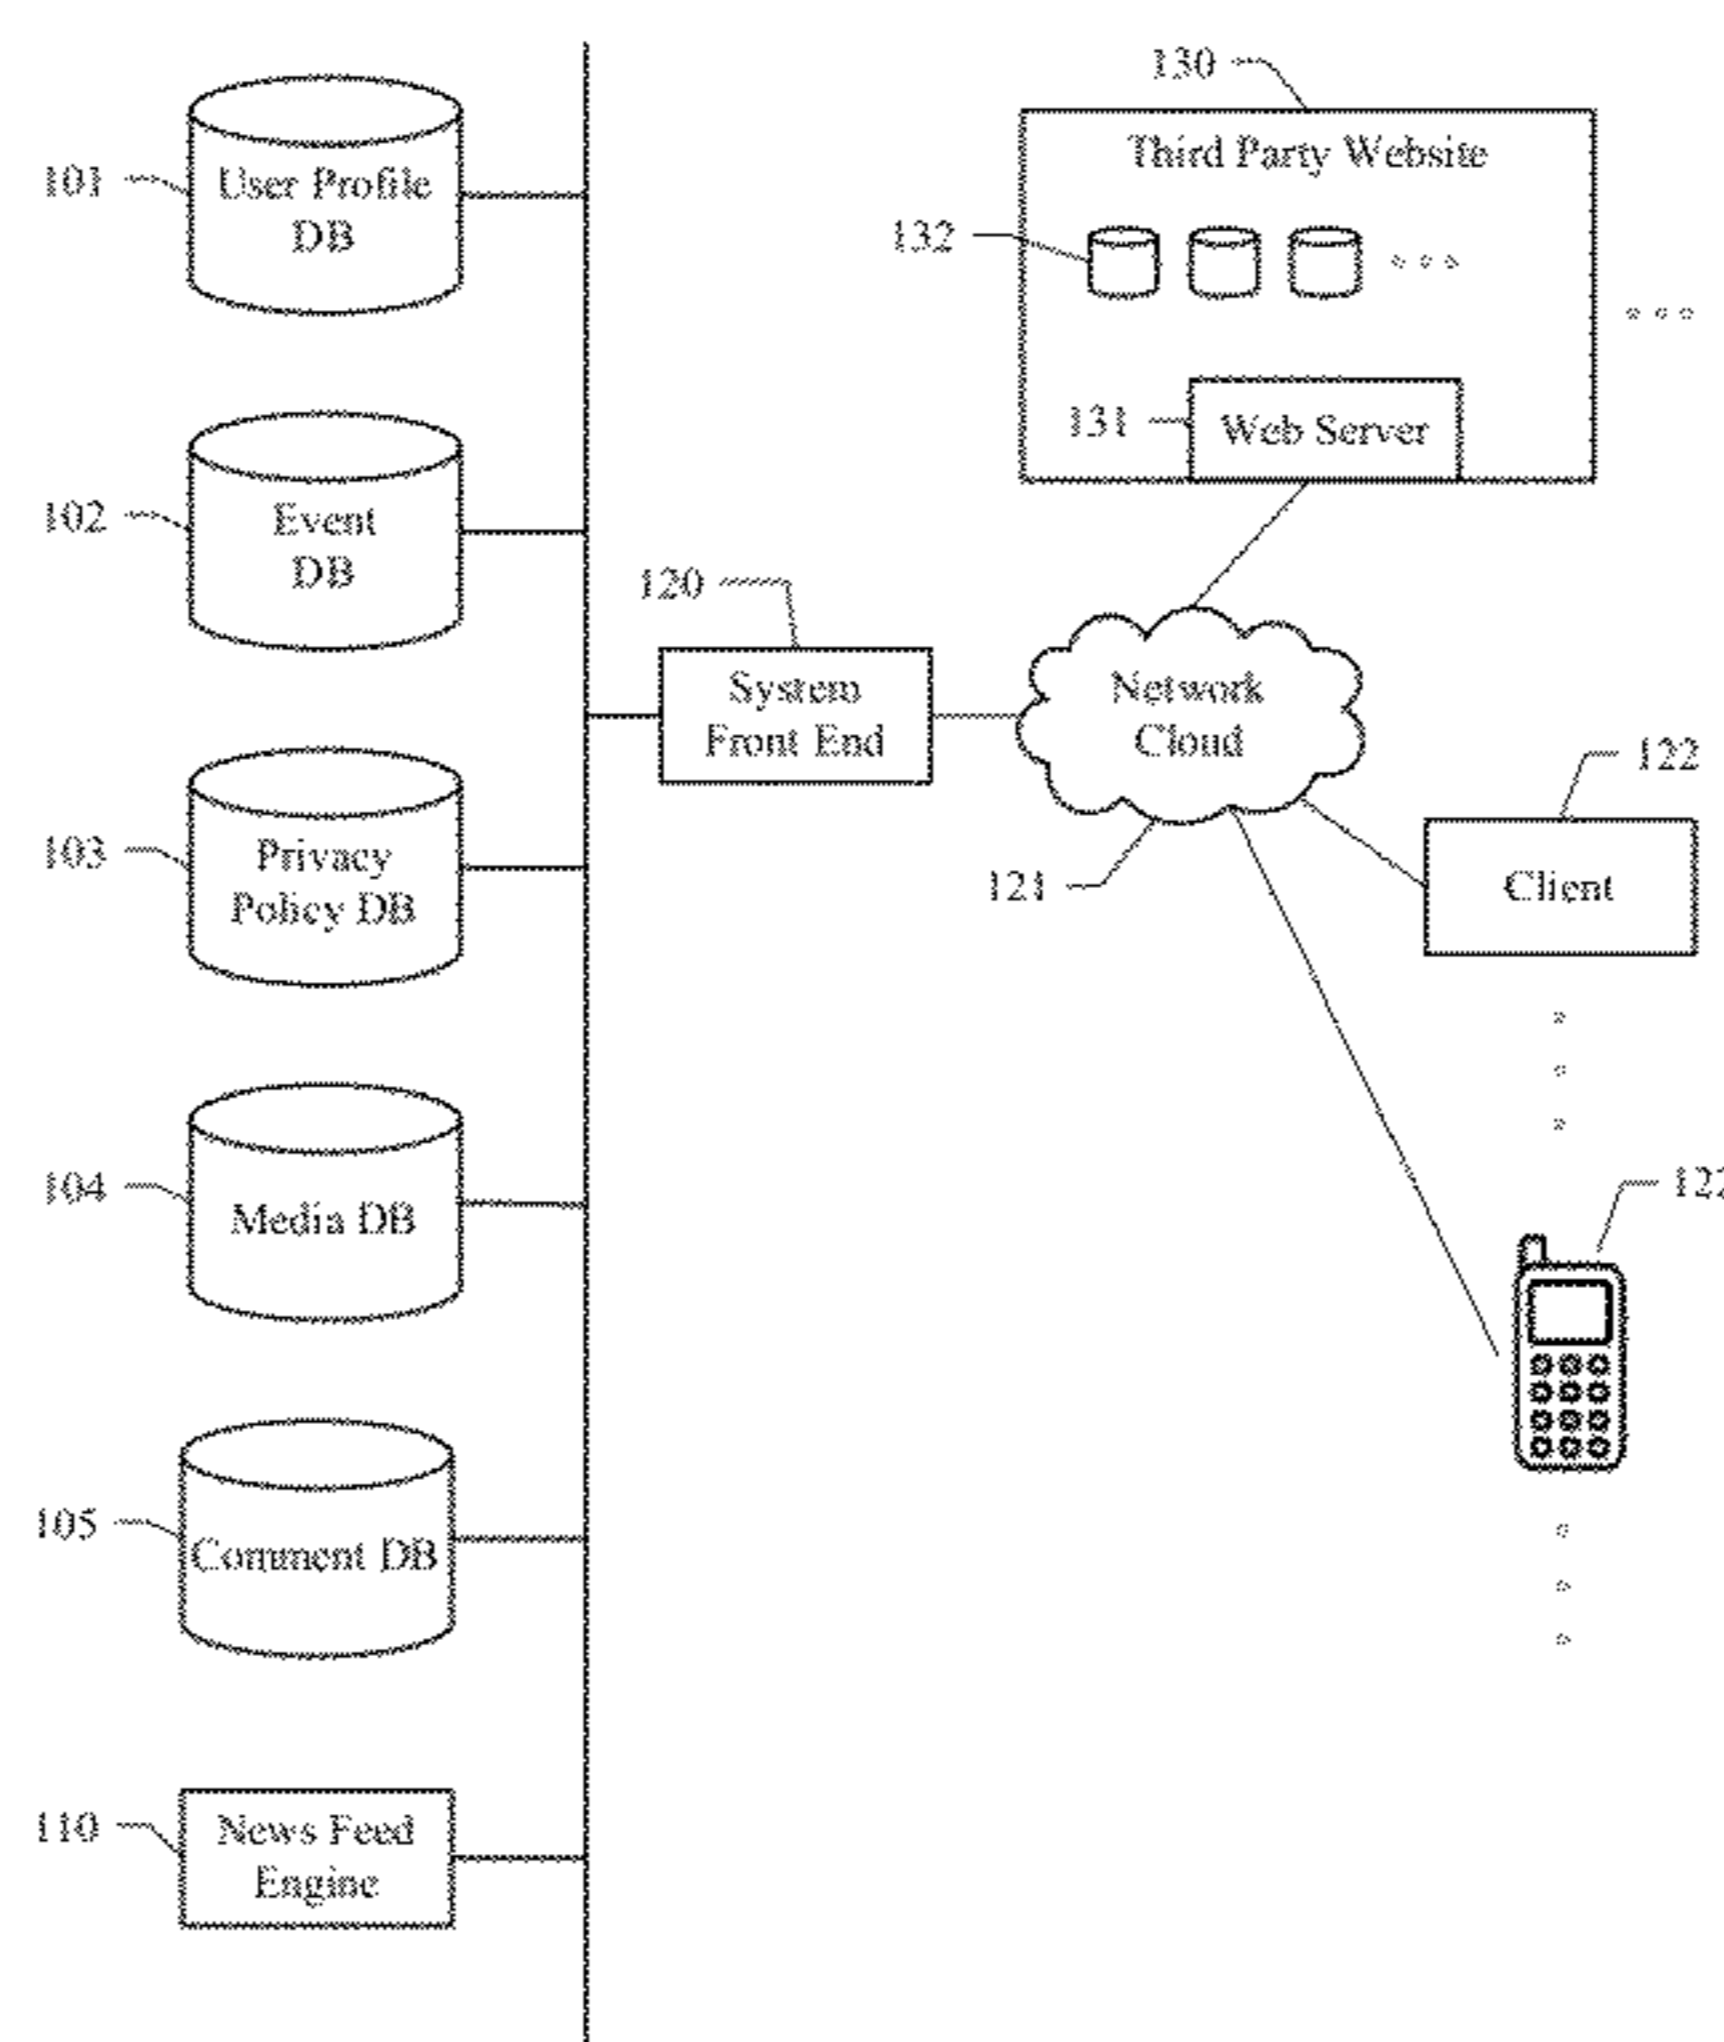 130
Third Party Website
101
User Profile
DB
132
131
Web Server
102
Event
DB
120
System
Front End
Network
Cloud
122
Client
121
103
Privacy
Policy DB
104
Media DB
122
105
Comment DB
110
News Feed
Engine